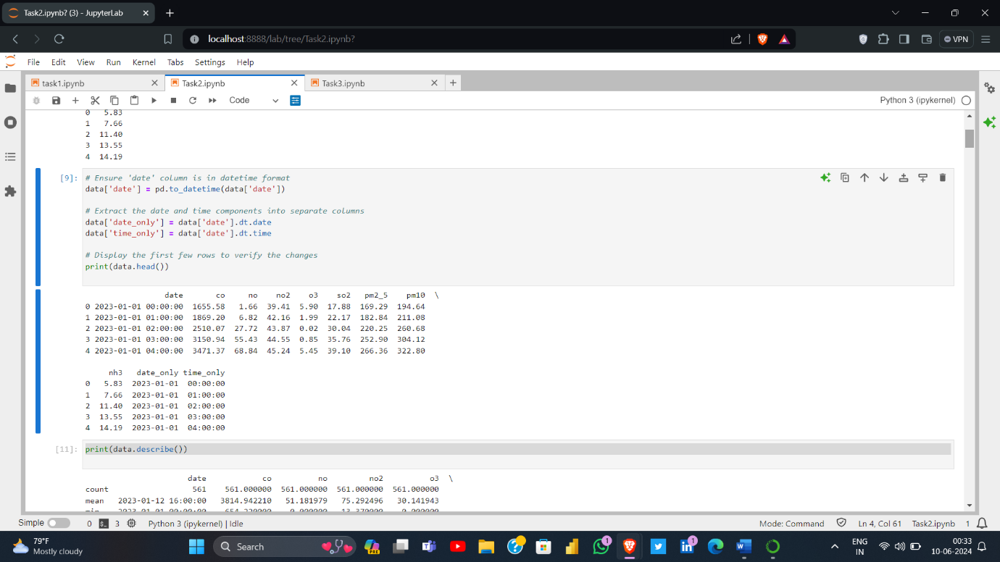 Task2.ipynb? (3) - JupyterLab
localhost:8888/lab/tree/Task2.ipynb?
VPN
File Edit View Run Kernel Tabs Settings Help
task1.ipynb
Task2.ipynb
Task3.ipynb
Code
Python 3 (ipykernel)
0 5.83
1 7.66
2 11.40
3 13.55
4 14.19
[9]:
# Ensure 'date' column is in datetime format
data['date'] = pd.to_datetime(data['date'])
# Extract the date and time components into separate columns
data['date_only'] = data['date'].dt.date
data['time_only'] = data['date'].dt.time
# Display the first few rows to verify the changes
print(data.head())
date co no no2 o3 so2 pm2_5 pm10 \
0 2023-01-01 00:00:00 1655.58 1.66 39.41 5.90 17.88 169.29 194.64
1 2023-01-01 01:00:00 1869.20 6.82 42.16 1.99 22.17 182.84 211.08
2 2023-01-01 02:00:00 2510.07 27.72 43.87 0.02 30.04 220.25 260.68
3 2023-01-01 03:00:00 3150.94 55.43 44.55 0.85 35.76 252.90 304.12
4 2023-01-01 04:00:00 3471.37 68.84 45.24 5.45 39.10 266.36 322.80
nh3 date_only time_only
0 5.83 2023-01-01 00:00:00
1 7.66 2023-01-01 01:00:00
2 11.40 2023-01-01 02:00:00
3 13.55 2023-01-01 03:00:00
4 14.19 2023-01-01 04:00:00
[11]:
print(data.describe())
date co no no2 o3 \
count 561 561.000000 561.000000 561.000000 561.000000
mean 2023-01-12 16:00:00 3814.942210 51.181979 75.292496 30.141943
Simple 0 3 Python 3 (ipykernel) | Idle Mode: Command Ln 4, Col 61 Task2.ipynb 1
79°F
Mostly cloudy
Search
PRE
1
1
ENG
IN
00:33
10-06-2024